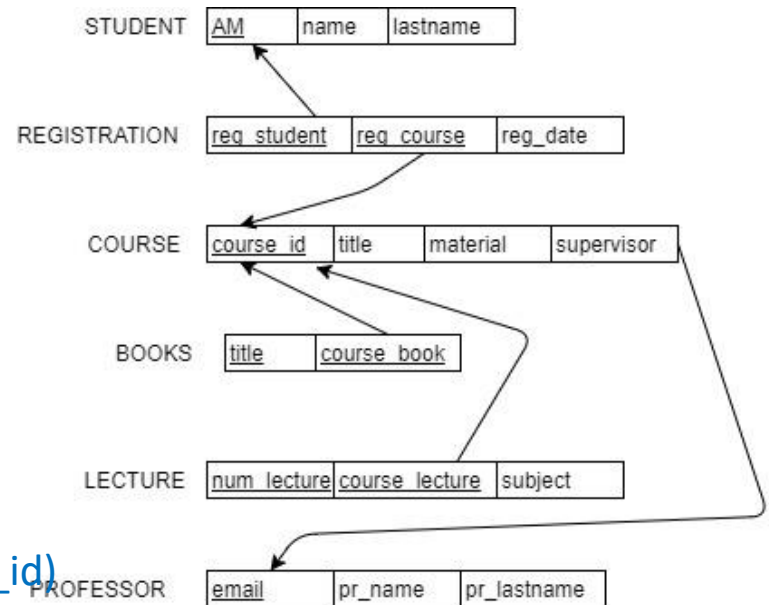 STUDENT AM name lastname
REGISTRATION reg_student reg_course reg_date
COURSE course_id title material supervisor
BOOKS title course_book
LECTURE num_lecture course_lecture subject
_id)
PROFESSOR email pr_name pr_lastname